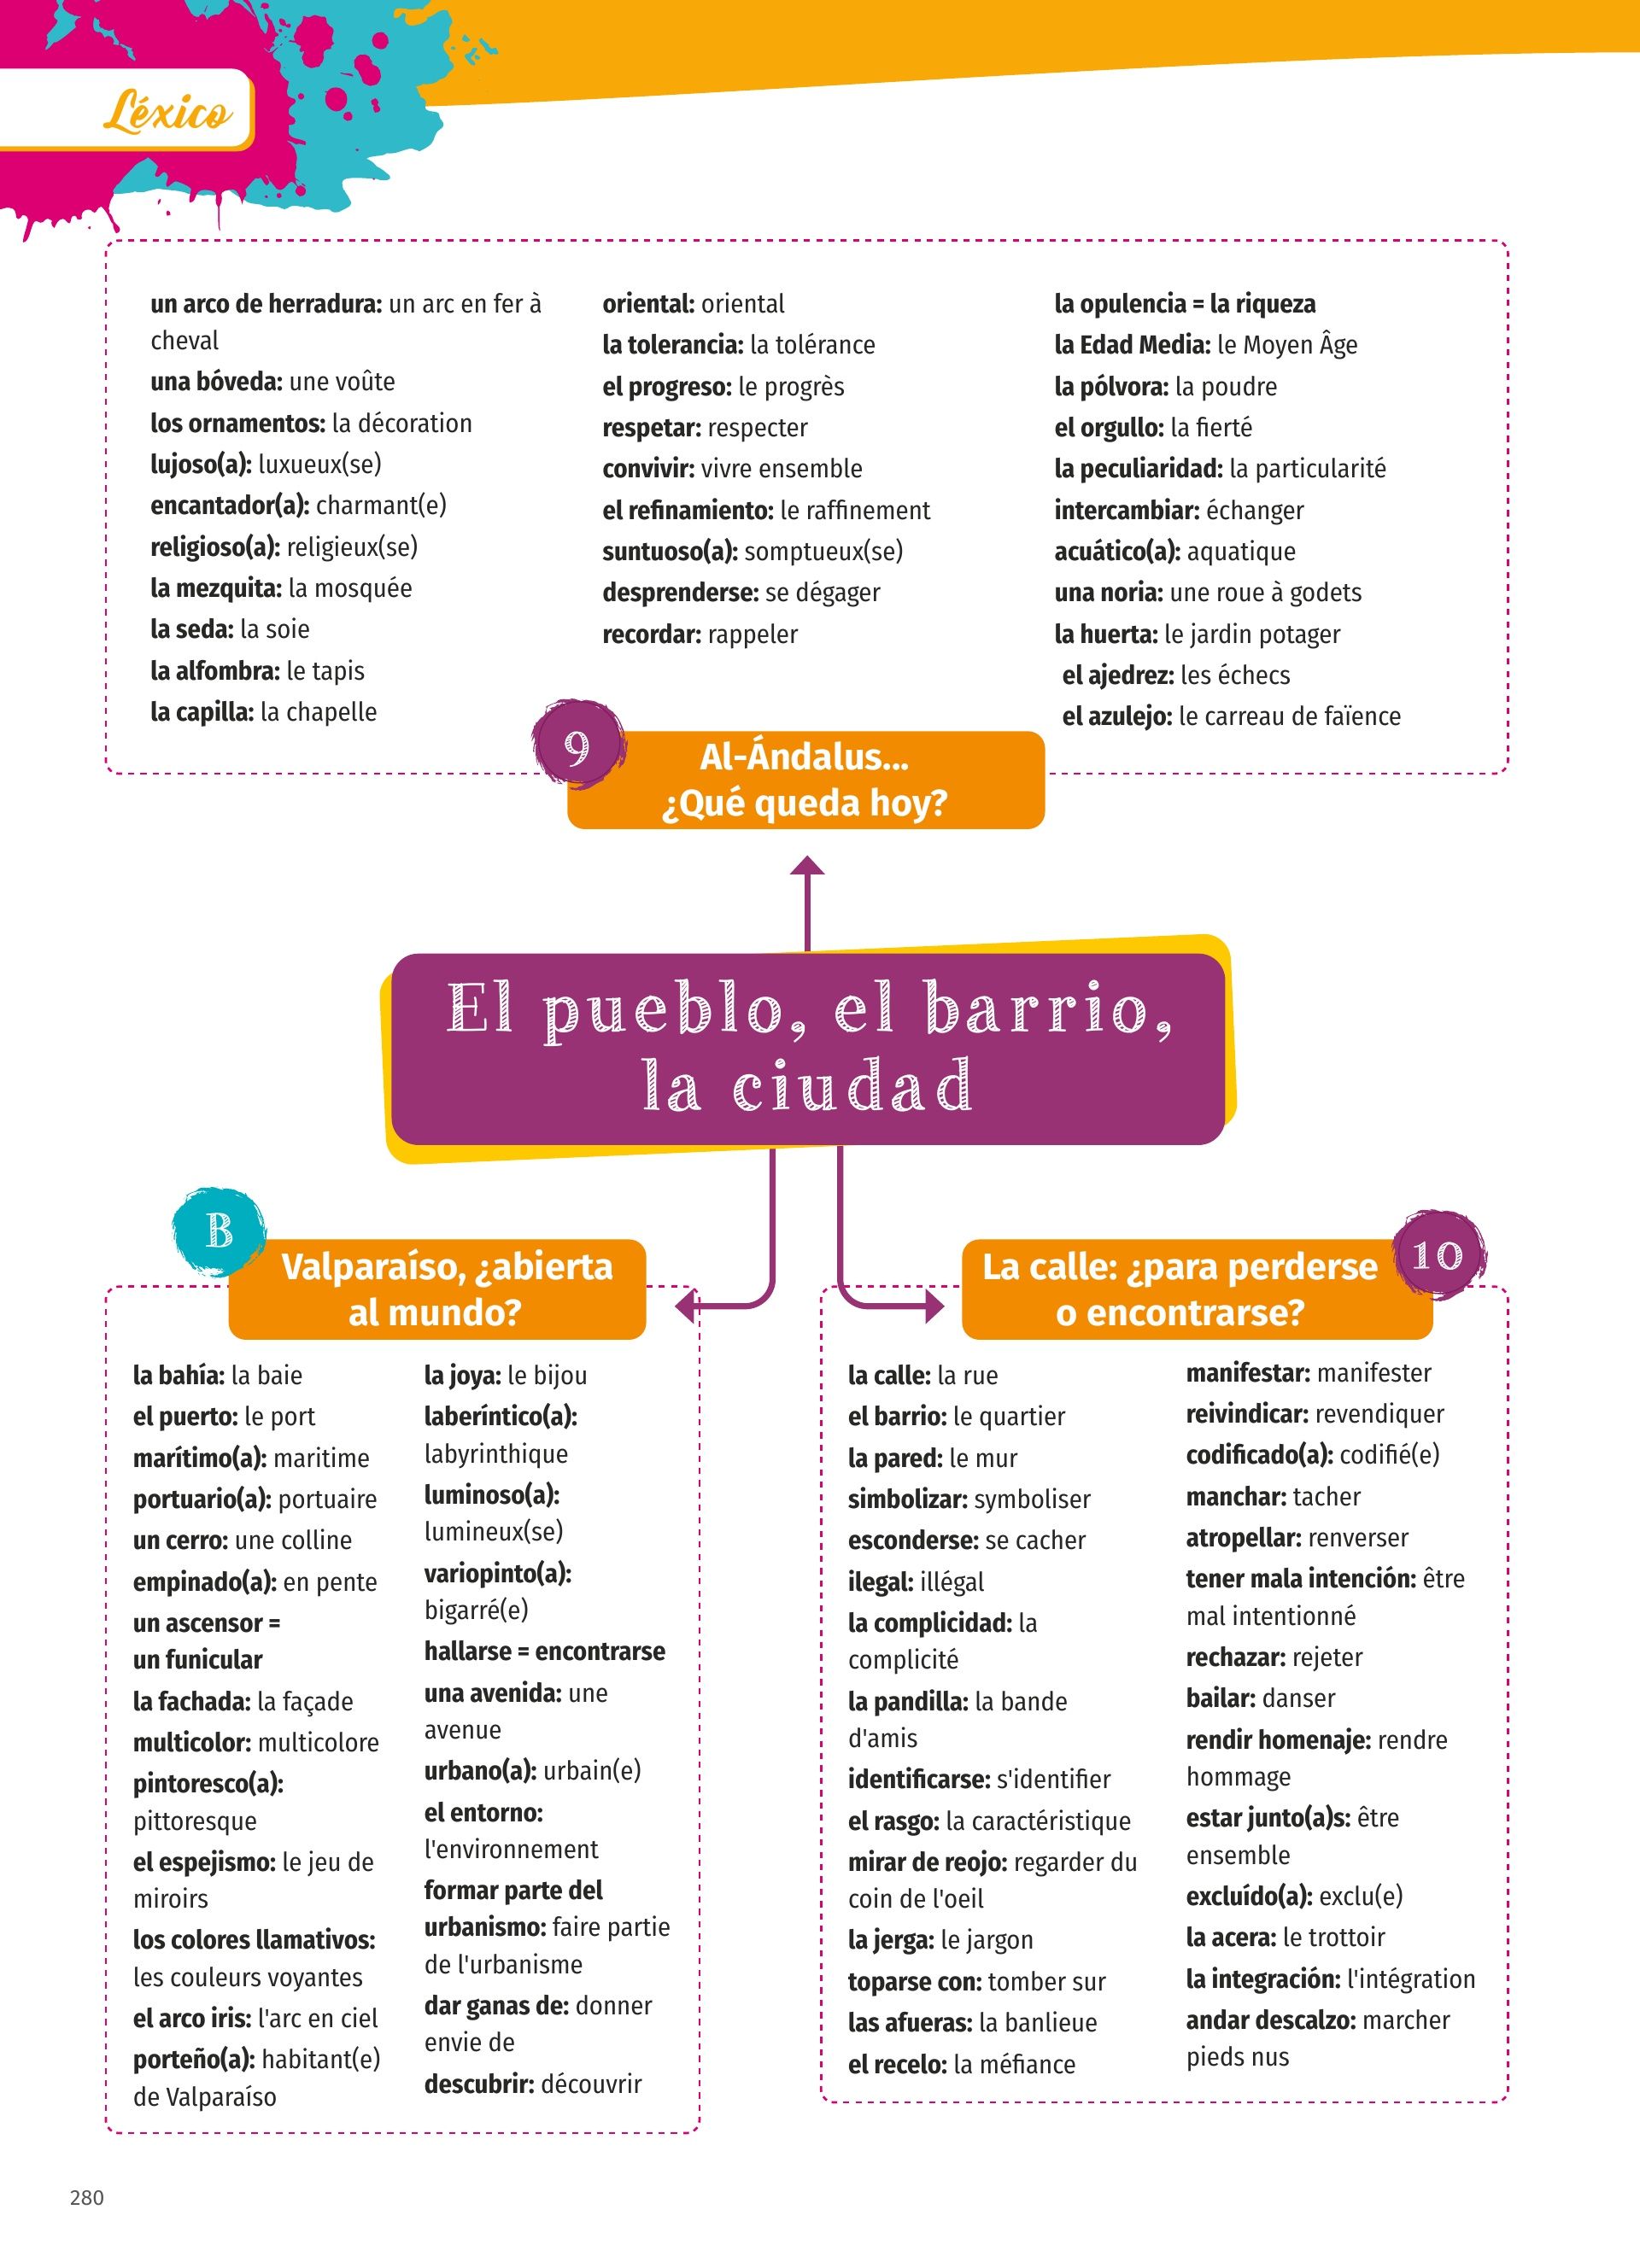 Léxico
un arco de herradura: un arc en fer à
cheval
una bóveda: une voûte
los ornamentos: la décoration
lujoso(a): luxueux(se)
encantador(a): charmant(e)
religioso(a): religieux(se)
la mezquita: la mosquée
la seda: la soie
la alfombra: le tapis
la capilla: la chapelle
oriental: oriental
la tolerancia: la tolérance
el progreso: le progrès
respetar: respecter
convivir: vivre ensemble
el refinamiento: le raffinement
suntuoso(a): somptueux(se)
desprenderse: se dégager
recordar: rappeler
la opulencia = la riqueza
la Edad Media: le Moyen Âge
la pólvora: la poudre
el orgullo: la fierté
la peculiaridad: la particularité
intercambiar: échanger
acuático(a): aquatique
una noria: une roue à godets
la huerta: le jardin potager
el ajedrez: les échecs
el azulejo: le carreau de faïence
9
Al-Ándalus...
¿Qué queda hoy?
El pueblo, el barrio,
la ciudad
B
Valparaíso, ¿abierta
al mundo?
la bahía: la baie
el puerto: le port
marítimo(a): maritime
portuario(a): portuaire
un cerro: une colline
empinado(a): en pente
un ascensor =
un funicular
la fachada: la façade
multicolor: multicolore
pintoresco(a):
pittoresque
el espejismo: le jeu de
miroirs
los colores llamativos:
les couleurs voyantes
el arco iris: l'arc en ciel
porteño(a): habitant(e)
de Valparaíso
la joya: le bijou
laberíntico(a):
labyrinthique
luminoso(a):
lumineux(se)
variopinto(a):
bigarré(e)
hallarse = encontrarse
una avenida: une
avenue
urbano(a): urbain(e)
el entorno:
l'environnement
formar parte del
urbanismo: faire partie
de l'urbanisme
dar ganas de: donner
envie de
descubrir: découvrir
La calle: ¿para perderse
o encontrarse?
10
la calle: la rue
el barrio: le quartier
la pared: le mur
simbolizar: symboliser
esconderse: se cacher
ilegal: illégal
la complicidad: la
complicité
la pandilla: la bande
d'amis
identificarse: s'identifier
el rasgo: la caractéristique
mirar de reojo: regarder du
coin de l'oeil
la jerga: le jargon
toparse con: tomber sur
las afueras: la banlieue
el recelo: la méfiance
manifestar: manifester
reivindicar: revendiquer
codificado(a): codifié(e)
manchar: tacher
atropellar: renverser
tener mala intención: être
mal intentionné
rechazar: rejeter
bailar: danser
rendir homenaje: rendre
hommage
estar junto(a)s: être
ensemble
excluído(a): exclu(e)
la acera: le trottoir
la integración: l'intégration
andar descalzo: marcher
pieds nus
280